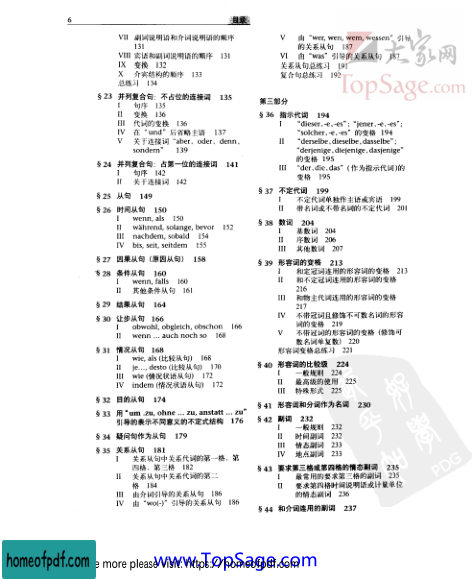 6
目录
VII 副词说明语和介词说明语的顺序
131
VIII 宾语和副词说明语的顺序 131
IX 变换 132
X 介宾结构的顺序 133
总练习 134
§ 23 并列复合句: 不占位的连接词 135
I 句序 135
II 变换 136
III 代词的变换 136
IV 在 "und" 后省略主语 137
V 关于连接词 "aber, oder, denn,
sondern" 139
§ 24 并列复合句: 占第一位的连接词 141
I 句序 142
II 关于连接词 142
§ 25 从句 149
§ 26 时间从句 150
I wenn, als 150
II während, solange, bevor 152
III nachdem, sobald 154
IV bis, seit, seitdem 155
§ 27 因果从句 (原因从句) 158
§ 28 条件从句 160
I wenn, falls 160
II 其他条件从句 161
§ 29 结果从句 164
§ 30 让步从句 166
I obwohl, obgleich, obschon 166
II wenn ... auch noch so 168
§ 31 情况从句 168
I wie, als (比较从句) 168
II je..., desto (比较从句) 170
III wie (情况状语从句) 172
IV indem (情况状语从句) 172
§ 32 目的从句 174
§ 33 用 "um .zu, ohne ... zu, anstatt ... zu"
引导的表示不同意义的不定式结构 176
§ 34 疑问句作为从句 179
§ 35 关系从句 181
I 关系从句中关系代词的第一格, 第
四格, 第三格 182
II 关系从句中关系代词的第二
格 184
III 由介词引导的关系从句 186
IV 由 "wo(-)" 引导的关系从句 186
V 由 "wer, wen, wem, wessen" 引导
的关系从句 187
VI 由 "was" 引导的关系从句 187
关系从句总练习 191
复合句总练习 192
第三部分
§ 36 指示代词 194
I "dieser, -e, -es"; "jener, -e, -es";
"solcher, -e, -es" 的变格 194
II "derselbe, dieselbe, dasselbe";
"derjenige, diejenige, dasjenige"
的变格 195
III "der, die, das" (作为指示代词)的
变格 195
§ 37 不定代词 199
I 不定代词单独作主语或宾语 199
II 带名词或不带名词的不定代词 201
§ 38 数词 204
I 基数词 204
II 序数词 206
III 其他数词 207
§ 39 形容词的变格 213
I 和定冠词连用的形容词的变格 213
II 和不定冠词连用的形容词的变格
216
III 和物主代词连用的形容词的变格
217
IV 不带冠词且修饰不可数名词的形容
词的变格 219
V 不带冠词的形容词的变格 (修饰可
数名词单复数) 220
形容词变格总练习 221
§ 40 形容词的比较级 224
I 一般规则 224
II 最高级的使用 225
III 特殊形式 225
§ 41 形容词和分词作为名词 230
§ 42 副词 232
I 一般规则 232
II 时间副词 232
III 情态副词 233
IV 地点副词 233
§ 43 要求第三格或第四格的情态副词 235
I 最常用的要求第三格的副词 235
II 要求第四格时间说明语或计量单位
的情态副词 236
§ 44 和介词连用的副词 237
大家网
TopSage.com
PDG
homeofpdf.com
e more please visit: https://homeofpdf.com
www.TopSage.com